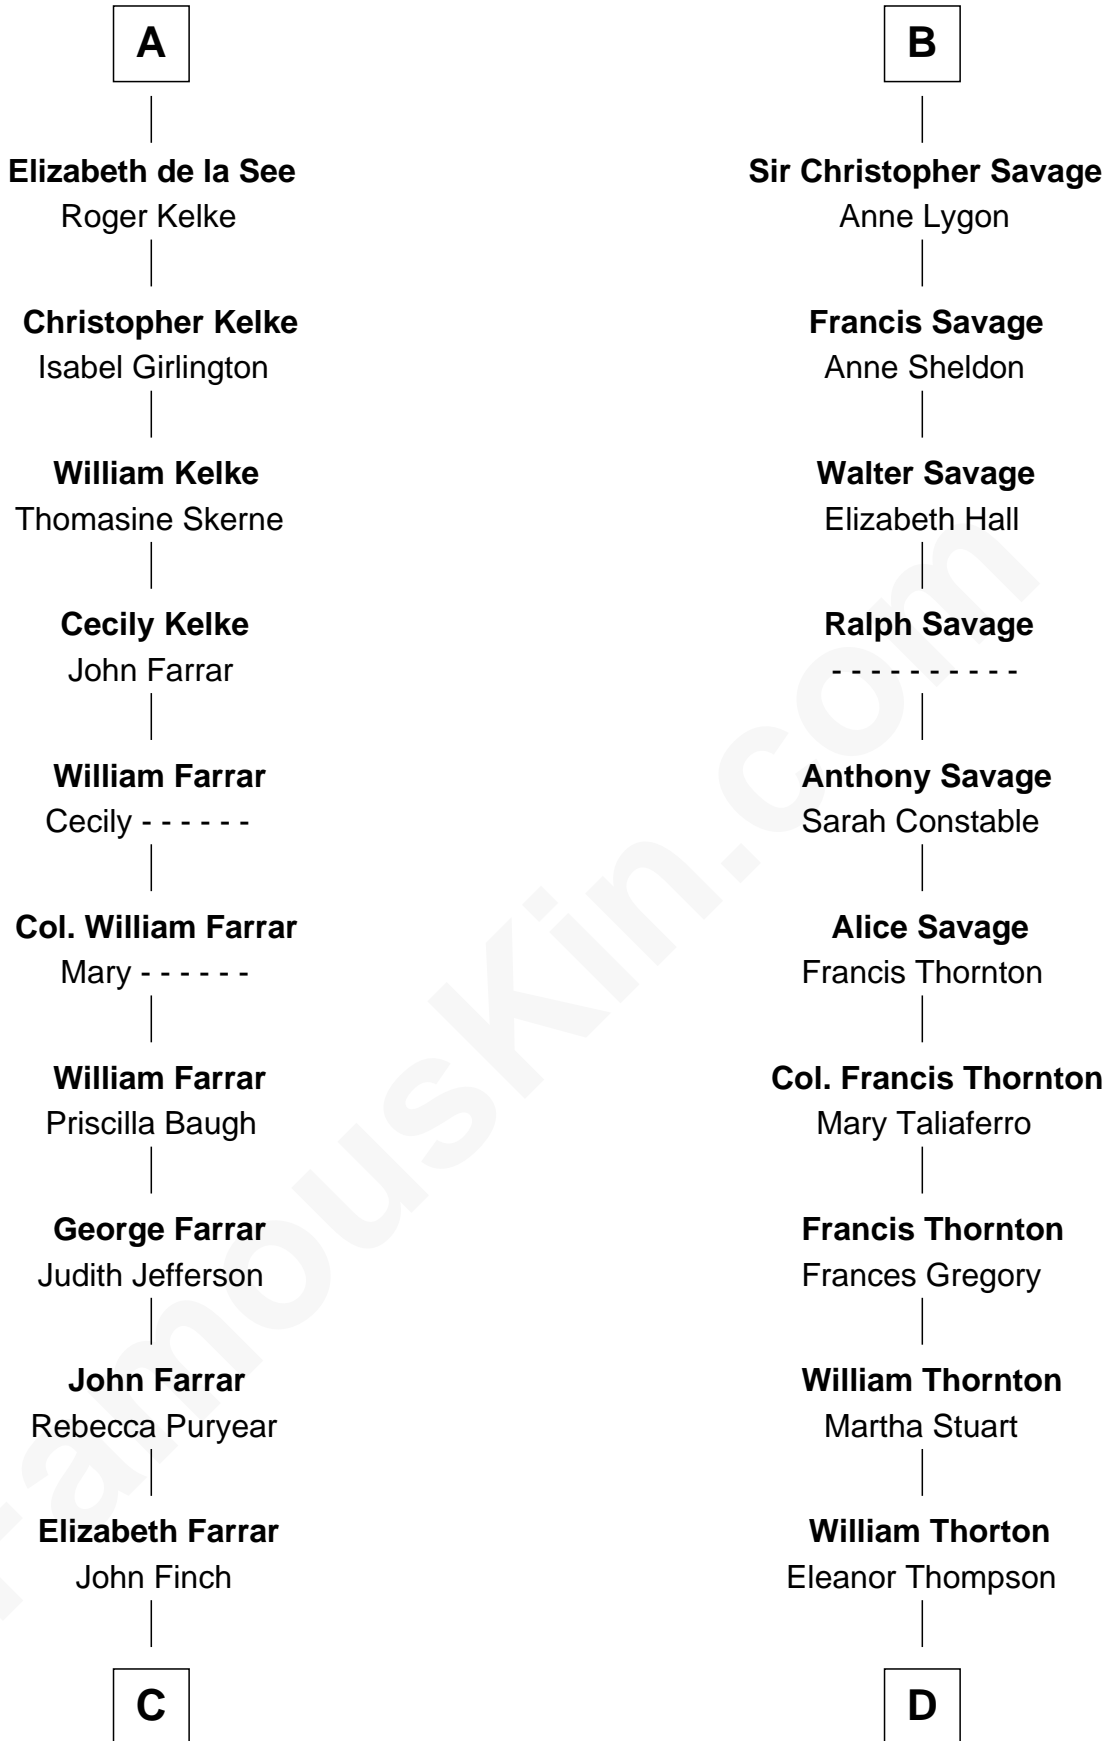 A
Elizabeth de la See
Roger Kelke
Christopher Kelke
Isabel Girlington
William Kelke
Thomasine Skerne
Cecily Kelke
John Farrar
William Farrar
Cecily - - - - - -
Col. William Farrar
Mary - - - - - -
William Farrar
Priscilla Baugh
George Farrar
Judith Jefferson
John Farrar
Rebecca Puryear
Elizabeth Farrar
John Finch
C
B
Sir Christopher Savage
Anne Lygon
Francis Savage
Anne Sheldon
Walter Savage
Elizabeth Hall
Ralph Savage
- - - - - - - - - -
Anthony Savage
Sarah Constable
Alice Savage
Francis Thornton
Col. Francis Thornton
Mary Taliaferro
Francis Thornton
Frances Gregory
William Thornton
Martha Stuart
William Thorton
Eleanor Thompson
D
FamousKin.com